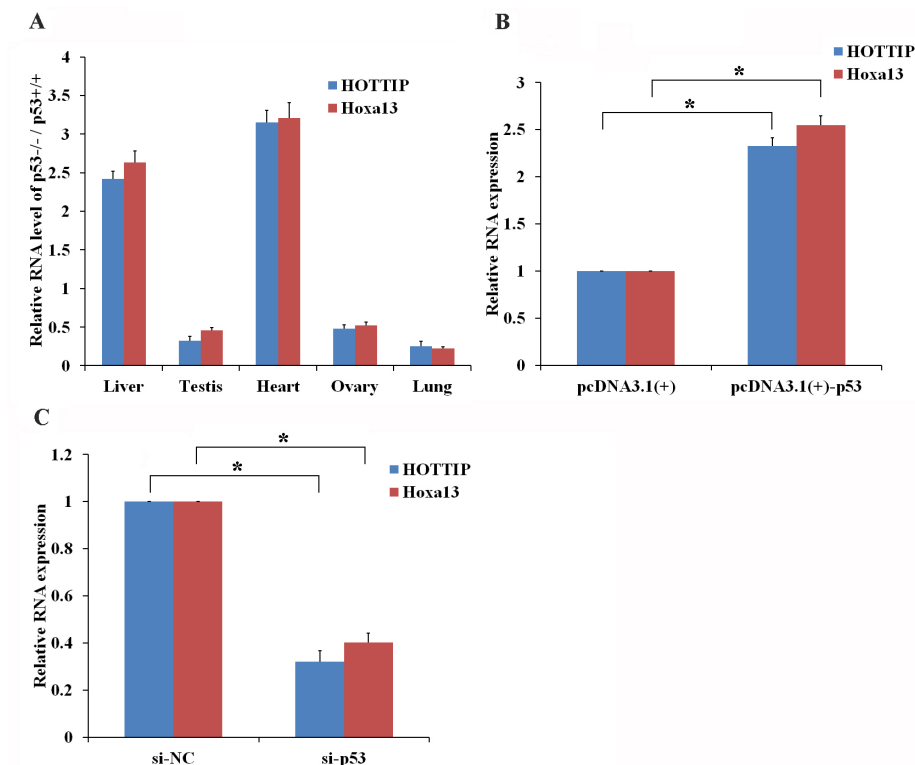 A
Relative RNA level of p53-/- / p53+/+
4
3.5
3
2.5
2
1.5
1
0.5
0
HOTTIP
Hoxa13
Liver Testis Heart Ovary Lung
B
Relative RNA expression
3
2.5
2
1.5
1
0.5
0
HOTTIP
Hoxa13
*
*
pcDNA3.1(+) pcDNA3.1(+)-p53
C
Relative RNA expression
1.2
1
0.8
0.6
0.4
0.2
0
*
*
HOTTIP
Hoxa13
si-NC si-p53